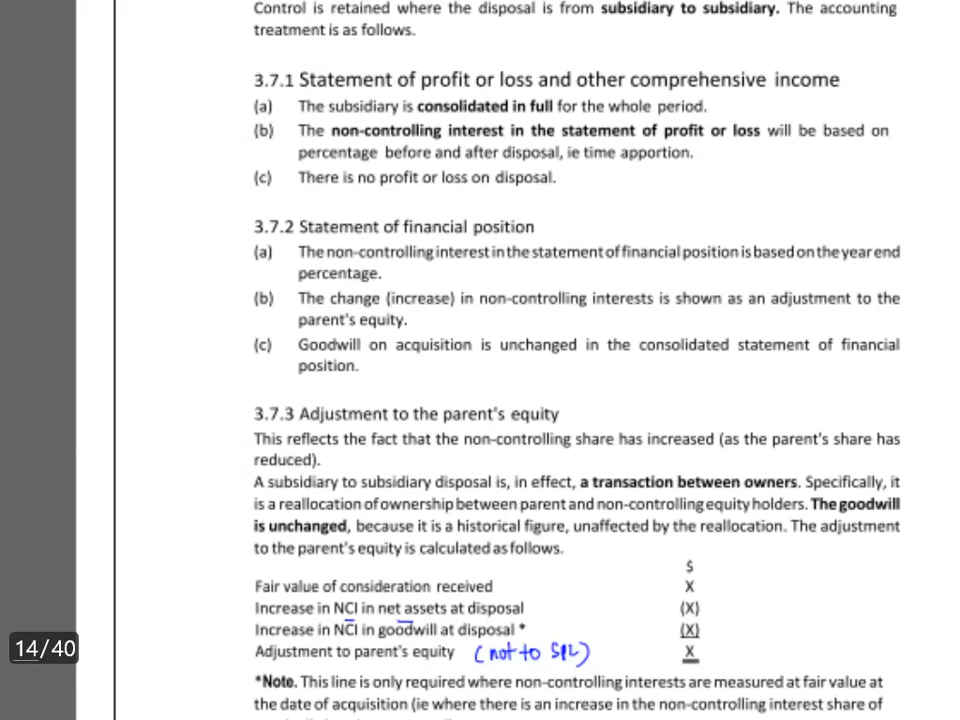 Control is retained where the disposal is from subsidiary to subsidiary. The accounting
treatment is as follows.
3.7.1 Statement of profit or loss and other comprehensive income
(a) The subsidiary is consolidated in full for the whole period.
(b) The non-controlling interest in the statement of profit or loss will be based on
percentage before and after disposal, ie time apportion.
(c) There is no profit or loss on disposal.
3.7.2 Statement of financial position
(a) The non-controlling interest in the statement of financial position is based on the year end
percentage.
(b) The change (increase) in non-controlling interests is shown as an adjustment to the
parent's equity.
(c) Goodwill on acquisition is unchanged in the consolidated statement of financial
position.
3.7.3 Adjustment to the parent's equity
This reflects the fact that the non-controlling share has increased (as the parent's share has
reduced).
A subsidiary to subsidiary disposal is, in effect, a transaction between owners. Specifically, it
is a reallocation of ownership between parent and non-controlling equity holders. The goodwill
is unchanged, because it is a historical figure, unaffected by the reallocation. The adjustment
to the parent's equity is calculated as follows.
$
Fair value of consideration received X
Increase in NCI in net assets at disposal (X)
Increase in NCI in goodwill at disposal * (X)
Adjustment to parent's equity (not to SPL) X
14/40
*Note. This line is only required where non-controlling interests are measured at fair value at
the date of acquisition (ie where there is an increase in the non-controlling interest share of